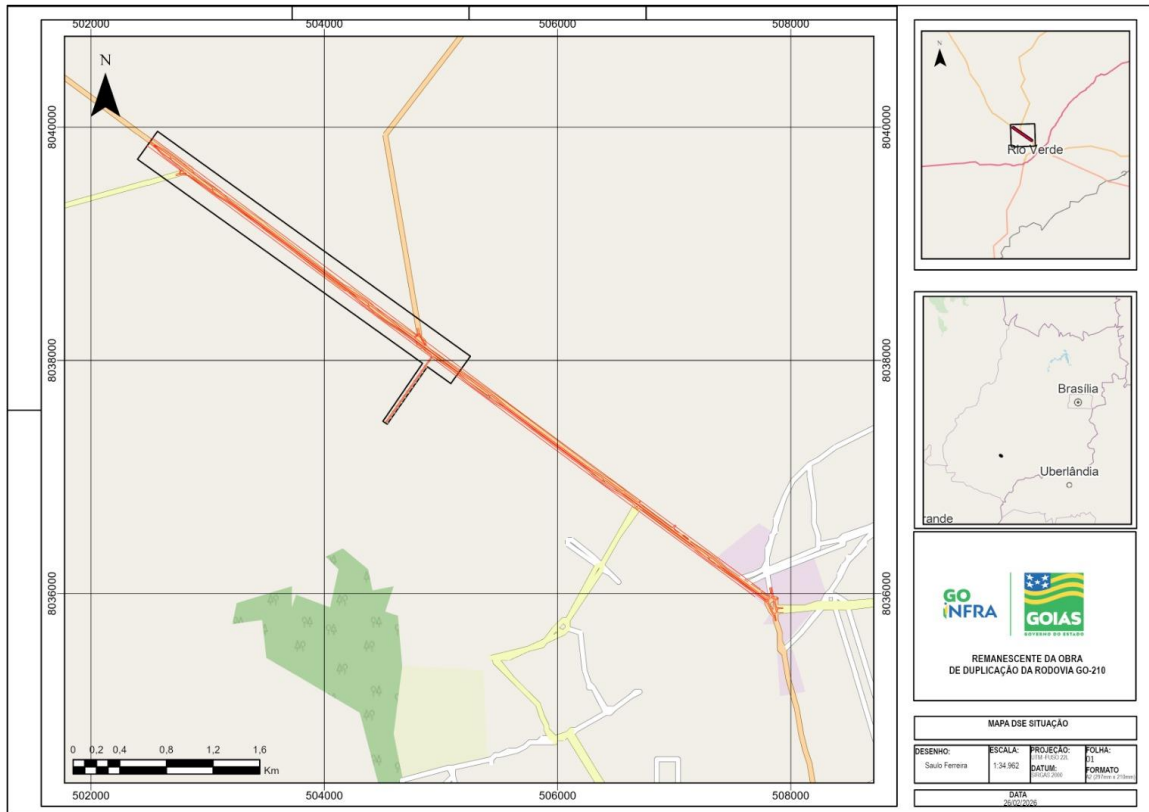 502000 504000 506000 508000
N
8040000 8040000
8038000 8038000
8036000 8036000
0 0,2 0,4 0,8 1,2 1,6
Km
502000 504000 506000 508000
N
Rio Verde
Brasília
Uberlândia
rande
GO
INFRA
GOIÁS
GOVERNO DO ESTADO
REMANESCENTE DA OBRA
DE DUPLICAÇÃO DA RODOVIA GO-210
MAPA DSE SITUAÇÃO
DESENHO: ESCALA: PROJEÇÃO: FOLHA:
Saulo Ferreira 1:34.962 01
DATUM: FORMATO
SIRGAS 2000
DATA
26/02/2026